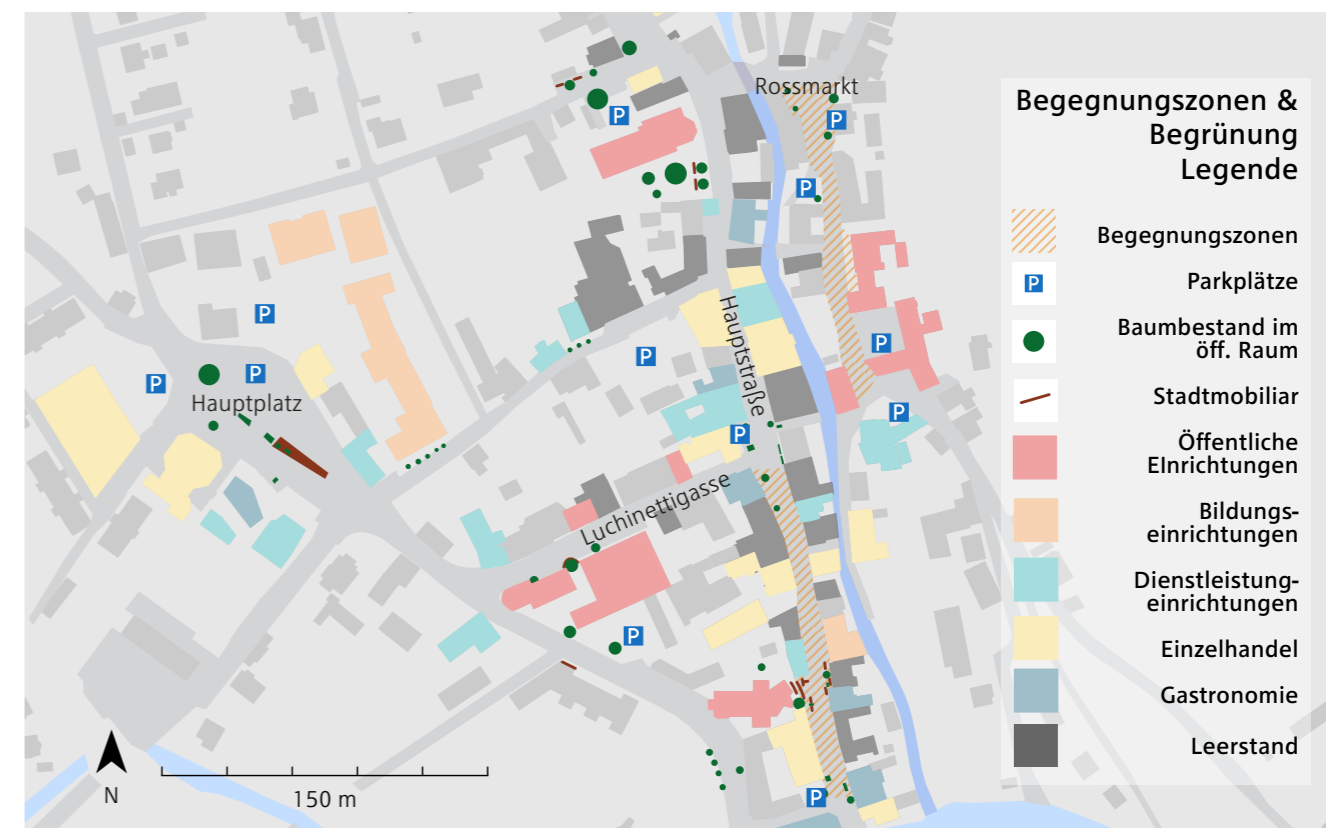 Begegnungszonen &
Begrünung
Legende
Begegnungszonen
P
Parkplätze
Baumbestand im
öff. Raum
Stadtmobiliar
Öffentliche
EInrichtungen
Bildungs-
einrichtungen
Dienstleistung-
einrichtungen
Einzelhandel
Gastronomie
Leerstand
Rossmarkt
P
P
P
P
P
Hauptstraße
P
P
P
P
Hauptplatz
P
P
Luchinettigasse
P
P
N
150 m